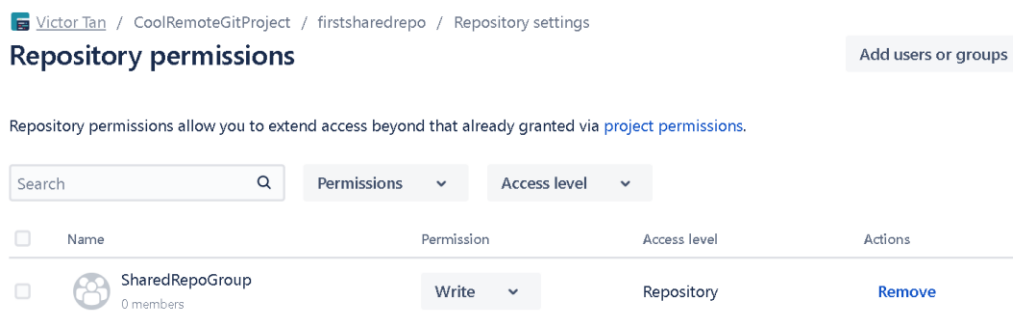 Victor Tan / CoolRemoteGitProject / firstsharedrepo / Repository settings
Repository permissions
Add users or groups
Repository permissions allow you to extend access beyond that already granted via project permissions.
Search Permissions Access level
Name Permission Access level Actions
SharedRepoGroup
0 members
Write Repository Remove